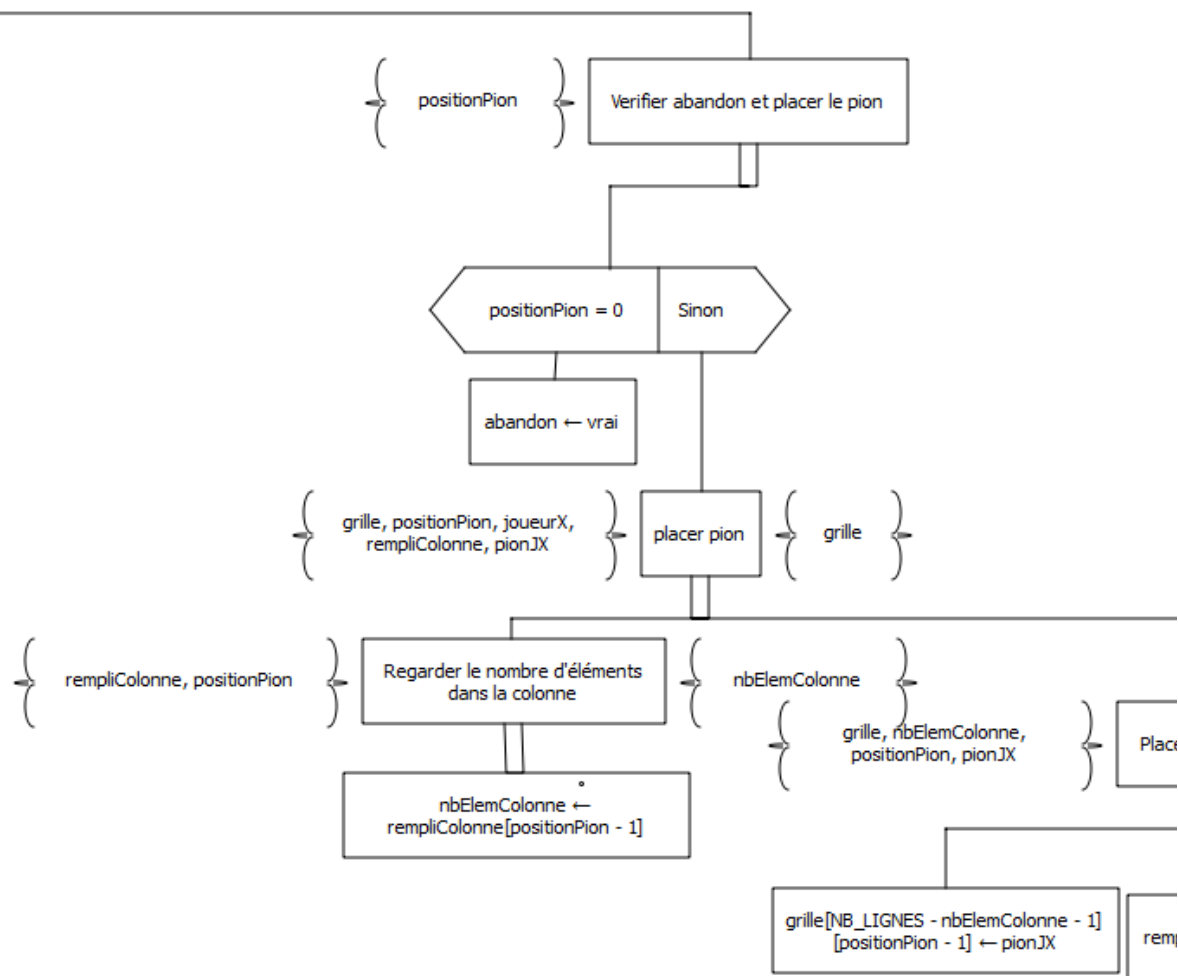 positionPion
Verifier abandon et placer le pion
positionPion = 0
Sinon
abandon ← vrai
grille, positionPion, joueurX,
rempliColonne, pionJX
placer pion
grille
rempliColonne, positionPion
Regarder le nombre d'éléments
dans la colonne
nbElemColonne
grille, nbElemColonne,
positionPion, pionJX
Place
nbElemColonne ←
rempliColonne[positionPion - 1]
grille[NB_LIGNES - nbElemColonne - 1]
[positionPion - 1] ← pionJX
remp